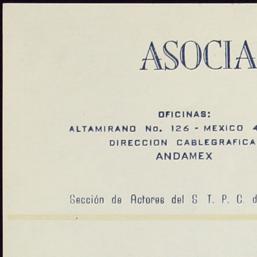 ASOCIA
OFICINAS:
ALTAMIRANO No. 126 - MEXICO 4
DIRECCION CABLEGRAFICA
ANDAMEX
Sección de Actores del S T. P. C. d